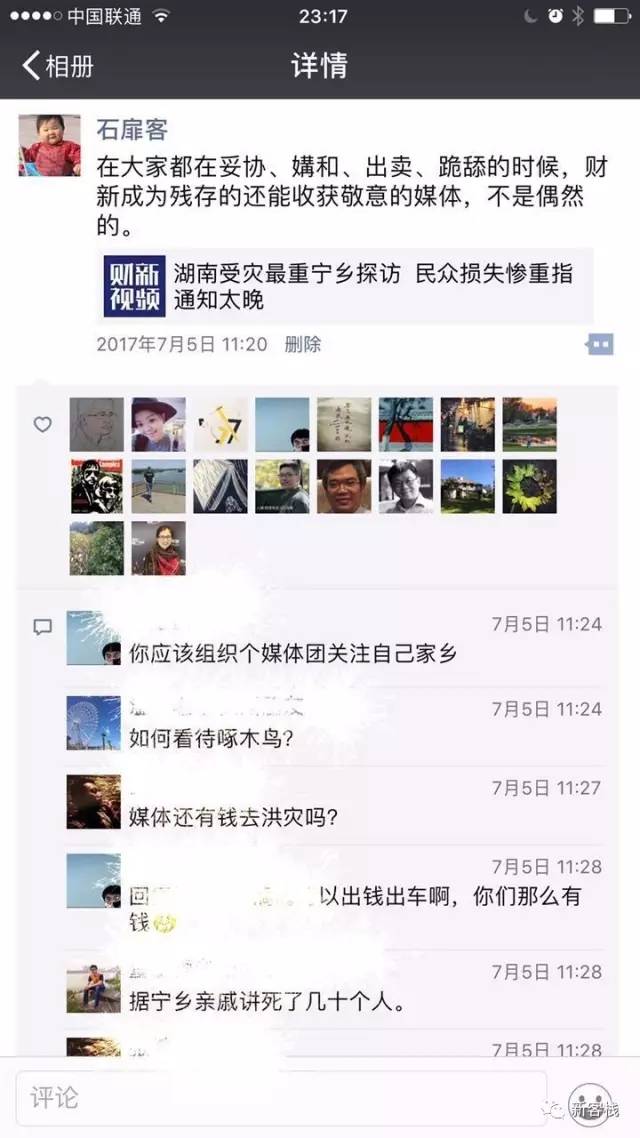 中国联通
23:17
相册
详情
石扉客
在大家都在妥协、媾和、出卖、跪舔的时候，财
新成为残存的还能收获敬意的媒体，不是偶然
的。
财新
视频
湖南受灾最重宁乡探访 民众损失惨重指
通知太晚
2017年7月5日 11:20
删除
7月5日 11:24
你应该组织个媒体团关注自己家乡
7月5日 11:24
如何看待啄木鸟？
7月5日 11:27
媒体还有钱去洪灾吗？
7月5日 11:28
以出钱出车啊，你们那么有
钱
7月5日 11:28
据宁乡亲戚讲死了几十个人。
7月5日 11:28
评论
新客栈